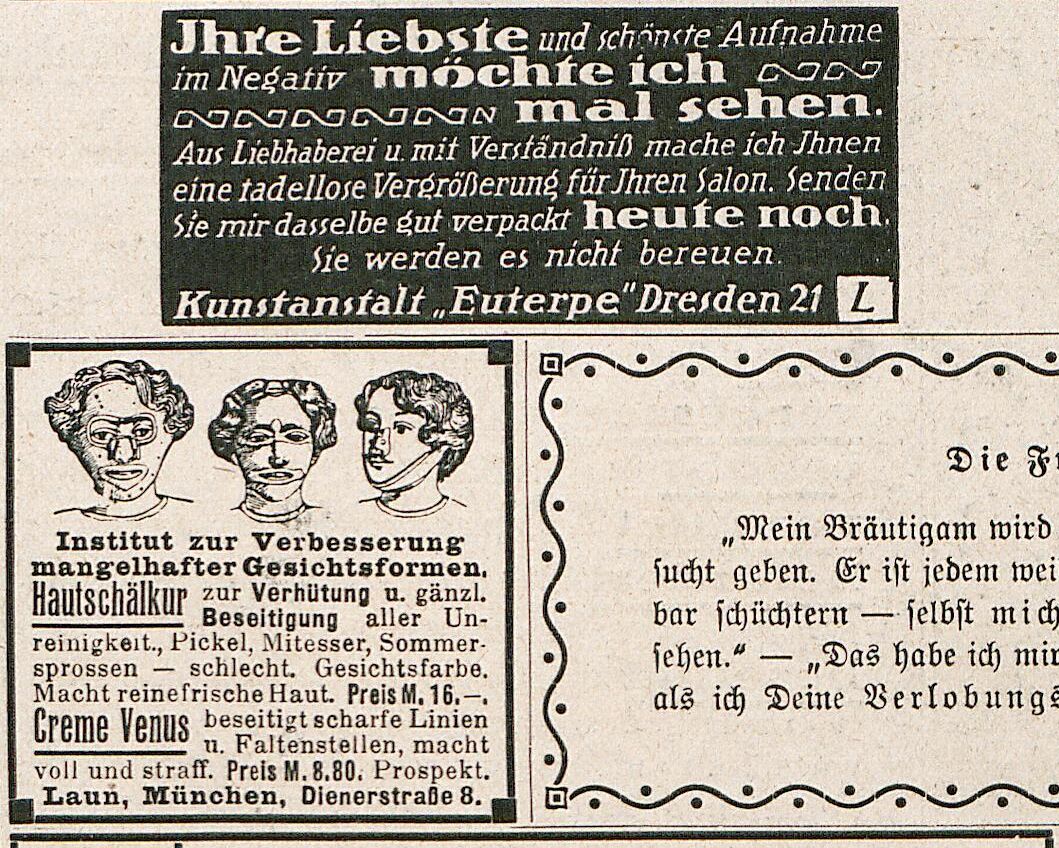 Jhre Liebste und schönste Aufnahme
im Negativ möchte ich
mal sehen.
Aus Liebhaberei u. mit Verständniß mache ich Jhnen
eine tadellose Vergrößerung für Jhren Salon. Senden
Sie mir dasselbe gut verpackt heute noch.
Sie werden es nicht bereuen.
Kunstanstalt „Euterpe“ Dresden 21 L
Institut zur Verbesserung
mangelhafter Gesichtsformen.
Hautschälkur zur Verhütung u. gänzl.
Beseitigung aller Un-
reinigkeit., Pickel, Mitesser, Sommer-
sprossen — schlecht. Gesichtsfarbe.
Macht reine frische Haut. Preis M. 16.—.
Creme Venus beseitigt scharfe Linien
u. Faltenstellen, macht
voll und straff. Preis M. 8.80. Prospekt.
Laun, München, Dienerstraße 8.
Die
„Mein Bräutigam wird
sucht geben. Er ist jedem wei
bar schüchtern — selbst mich
sehen.“ — „Das habe ich mir
als ich Deine Verlobungs